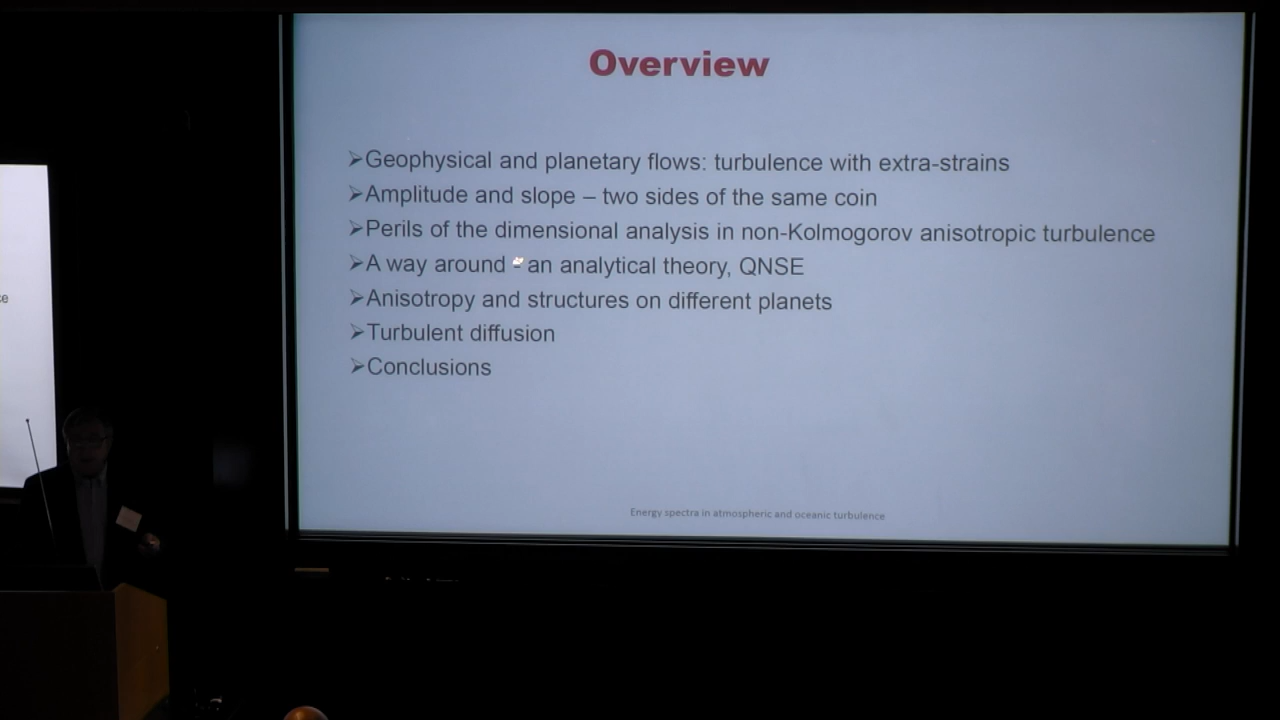 Overview
➢Geophysical and planetary flows: turbulence with extra-strains
➢Amplitude and slope – two sides of the same coin
➢Perils of the dimensional analysis in non-Kolmogorov anisotropic turbulence
➢A way around - an analytical theory, QNSE
➢Anisotropy and structures on different planets
➢Turbulent diffusion
➢Conclusions
Energy spectra in atmospheric and oceanic turbulence